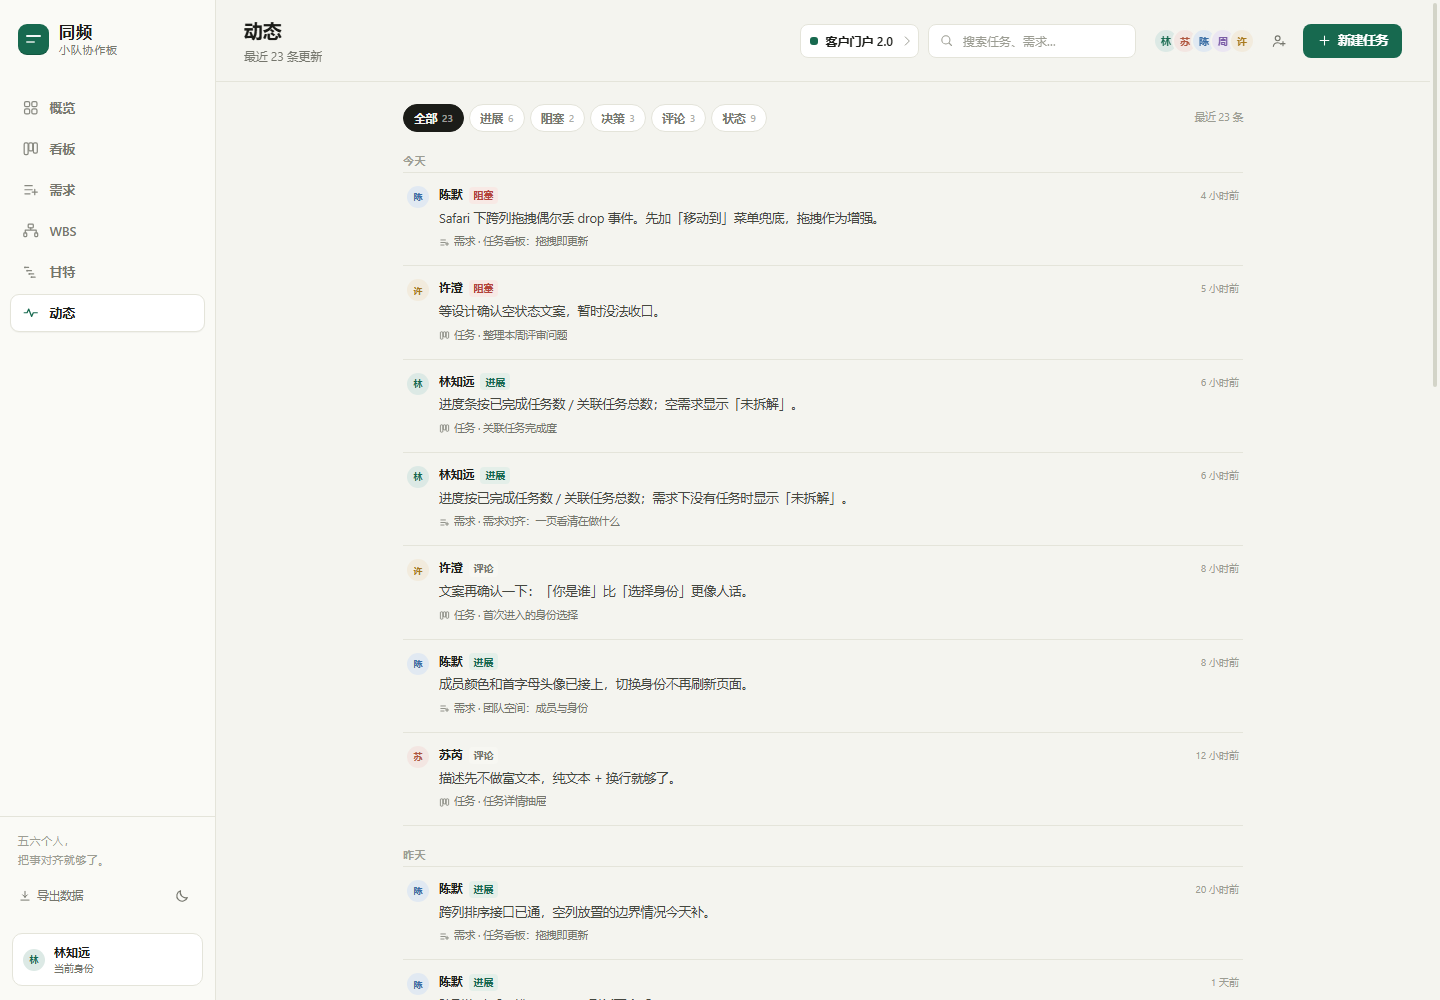 同频
小队协作板
概览
看板
需求
WBS
甘特
动态
五六个人，
把事对齐就够了。
导出数据
林
林知远
当前身份
动态
最近 23 条更新
客户门户 2.0
搜索任务、需求...
林 苏 陈 周 许
新建任务
全部 23 进展 6 阻塞 2 决策 3 评论 3 状态 9
最近 23 条
今天
陈 陈默 阻塞 4 小时前
Safari 下跨列拖拽偶尔丢 drop 事件。先加「移动到」菜单兜底，拖拽作为增强。
需求 · 任务看板：拖拽即更新
许 许澄 阻塞 5 小时前
等设计确认空状态文案，暂时没法收口。
任务 · 整理本周评审问题
林 林知远 进展 6 小时前
进度条按已完成任务数 / 关联任务总数；空需求显示「未拆解」。
任务 · 关联任务完成度
林 林知远 进展 6 小时前
进度按已完成任务数 / 关联任务总数；需求下没有任务时显示「未拆解」。
需求 · 需求对齐：一页看清在做什么
许 许澄 评论 8 小时前
文案再确认一下：「你是谁」比「选择身份」更像人话。
任务 · 首次进入的身份选择
陈 陈默 进展 8 小时前
成员颜色和首字母头像已接上，切换身份不再刷新页面。
需求 · 团队空间：成员与身份
苏 苏芮 评论 12 小时前
描述先不做富文本，纯文本 + 换行就够了。
任务 · 任务详情抽屉
昨天
陈 陈默 进展 20 小时前
跨列排序接口已通，空列放置的边界情况今天补。
需求 · 任务看板：拖拽即更新
陈 陈默 进展 1 天前